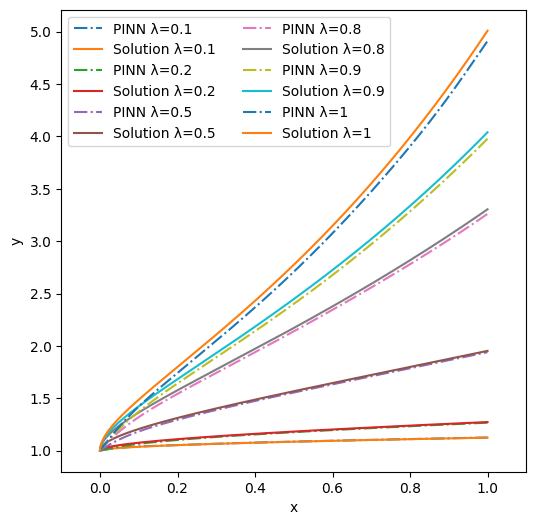 PINN λ=0.1
Solution λ=0.1
PINN λ=0.2
Solution λ=0.2
PINN λ=0.5
Solution λ=0.5
PINN λ=0.8
Solution λ=0.8
PINN λ=0.9
Solution λ=0.9
PINN λ=1
Solution λ=1
5.0
4.5
4.0
3.5
3.0
2.5
2.0
1.5
1.0
y
0.0
0.2
0.4
0.6
0.8
1.0
x